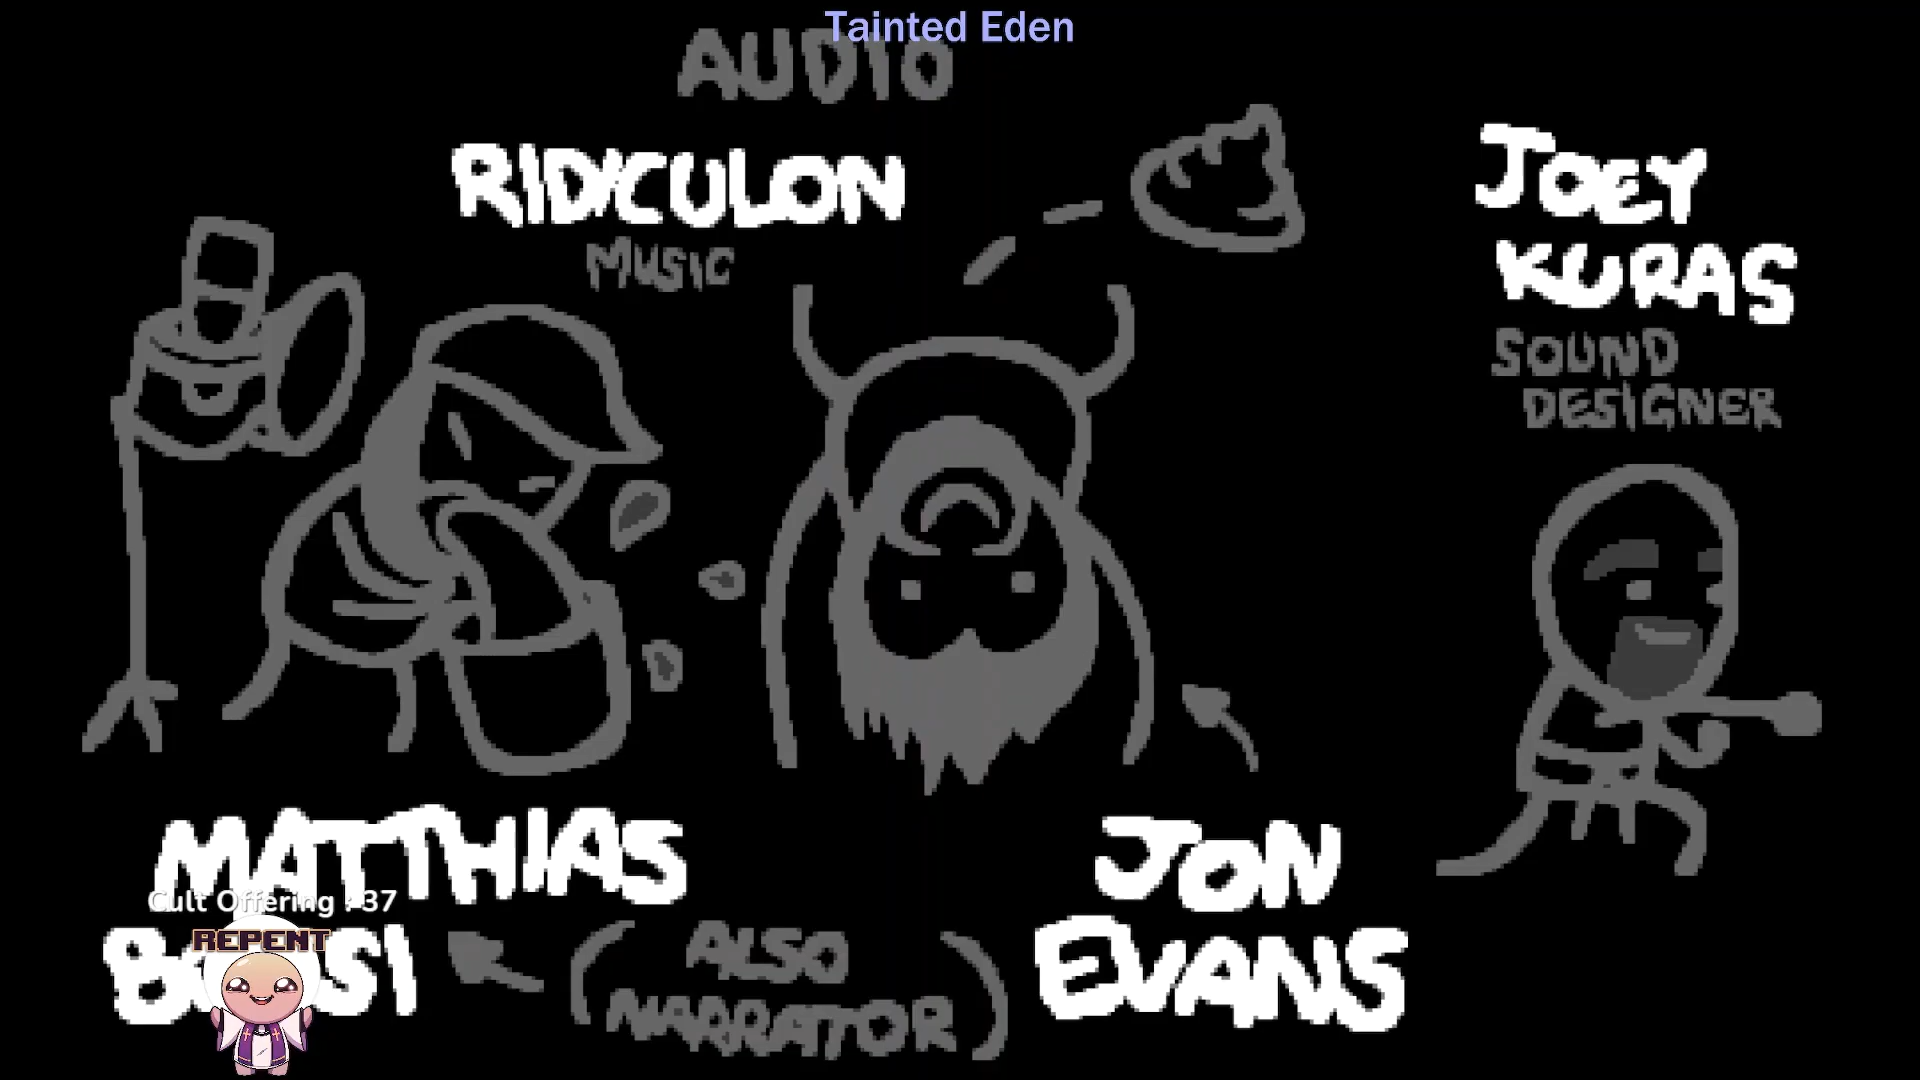 Tainted Eden
AUDIO
RIDICULON
MUSIC
JOEY
KURAS
SOUND
DESIGNER
MATTHIAS
JON
EVANS
Cult Offering : 37
REPENT
(ALSO
NARRATOR)